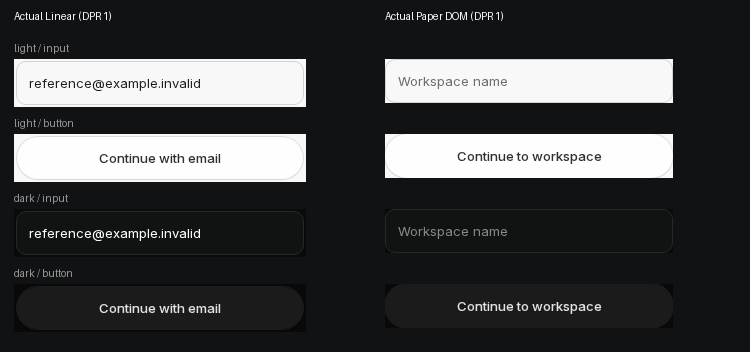 Actual Linear (DPR 1)
Actual Paper DOM (DPR 1)
light / input
reference@example.invalid
Workspace name
light / button
Continue with email
Continue to workspace
dark / input
reference@example.invalid
Workspace name
dark / button
Continue with email
Continue to workspace